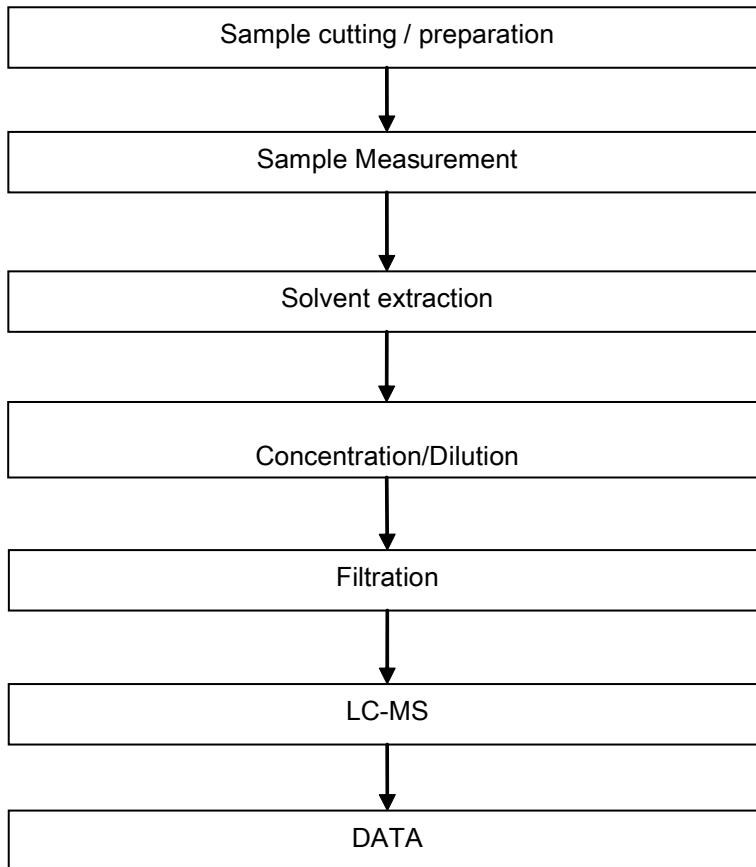 Sample cutting / preparation
Sample Measurement
Solvent extraction
Concentration/Dilution
Filtration
LC-MS
DATA